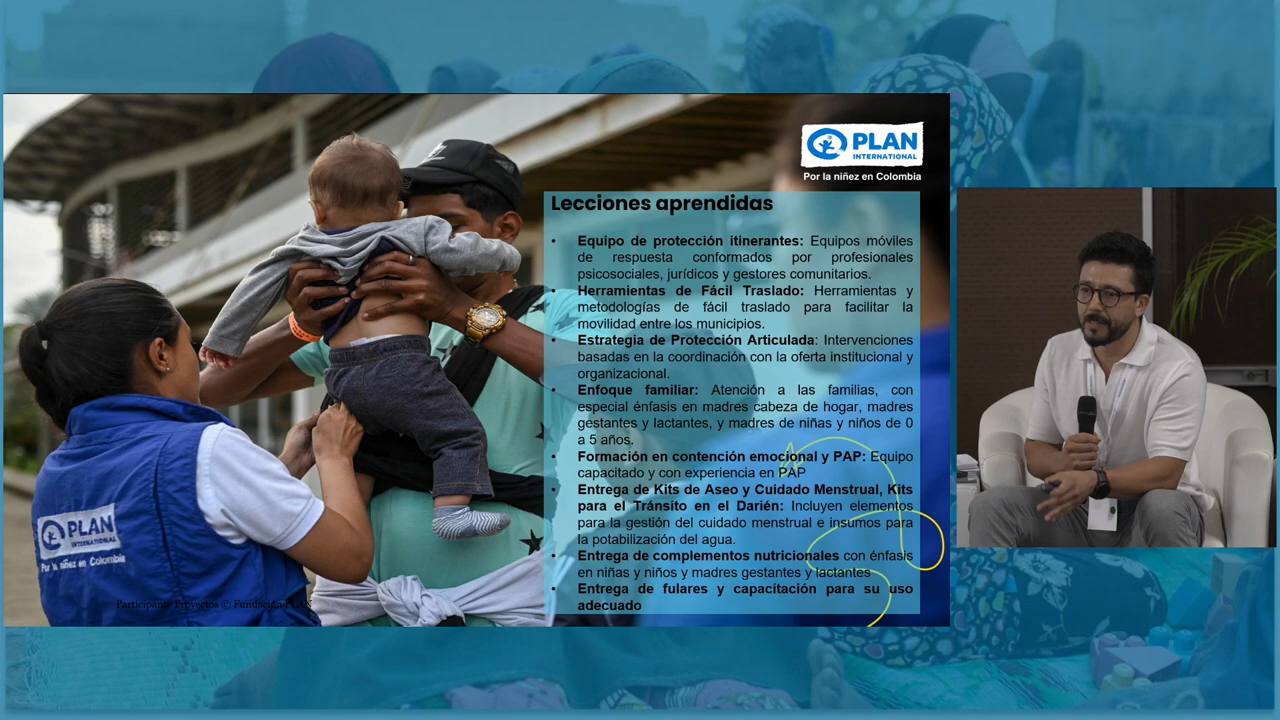 PLAN
INTERNATIONAL
Por la niñez en Colombia
Lecciones aprendidas
• Equipo de protección itinerantes: Equipos móviles
de respuesta conformados por profesionales
psicosociales, jurídicos y gestores comunitarios.
• Herramientas de Fácil Traslado: Herramientas y
metodologías de fácil traslado para facilitar la
movilidad entre los municipios.
• Estrategia de Protección Articulada: Intervenciones
basadas en la coordinación con la oferta institucional y
organizacional.
• Enfoque familiar: Atención a las familias, con
especial énfasis en madres cabeza de hogar, madres
gestantes y lactantes, y madres de niñas y niños de 0
a 5 años.
• Formación en contención emocional y PAP: Equipo
capacitado y con experiencia en PAP
• Entrega de Kits de Aseo y Cuidado Menstrual, Kits
para el Tránsito en el Darién: Incluyen elementos
para la gestión del cuidado menstrual e insumos para
la potabilización del agua.
• Entrega de complementos nutricionales con énfasis
en niñas y niños y madres gestantes y lactantes
• Entrega de fulares y capacitación para su uso
adecuado
PLAN
INTERNATIONAL
Por la niñez en Colombia
Participante Proyectos © Fundación PLAN